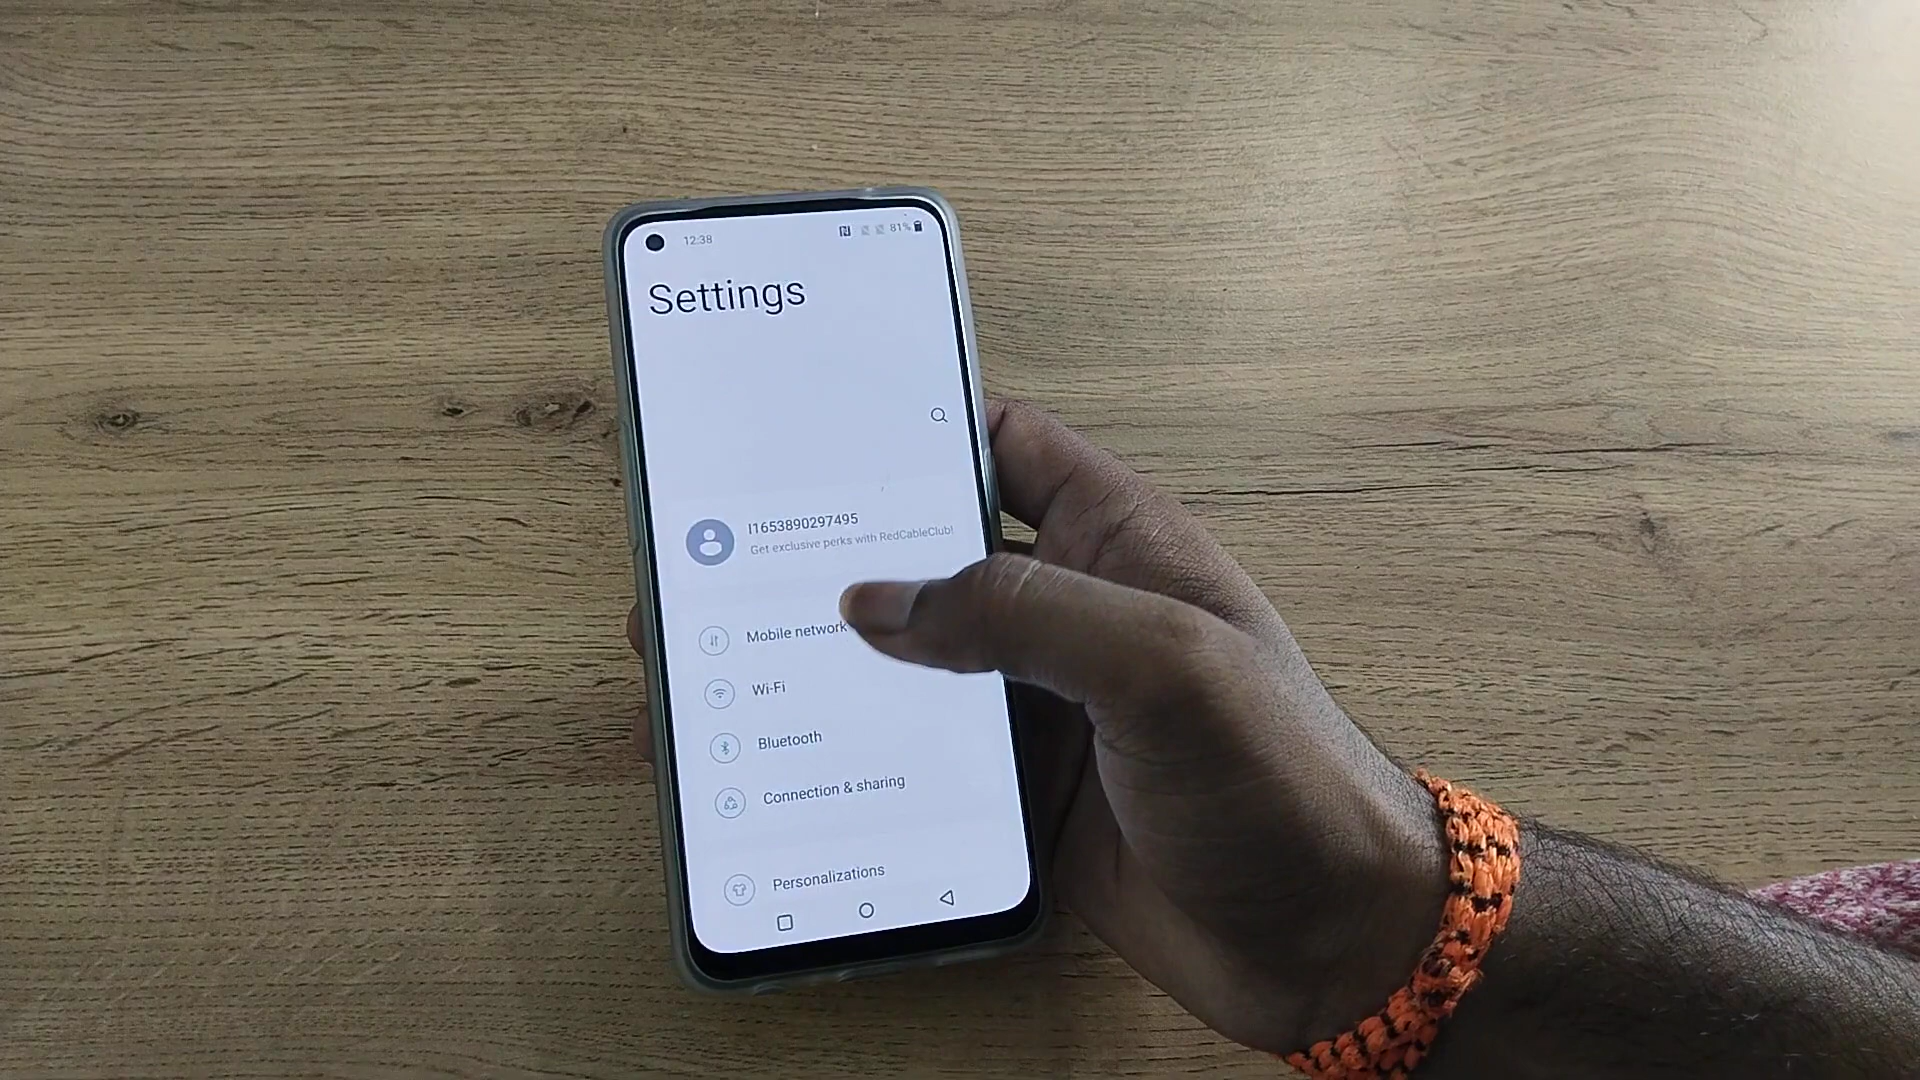 12:38 81%
Settings
I1653890297495
Get exclusive perks with RedCableClub!
Mobile network
Wi-Fi
Bluetooth
Connection & sharing
Personalizations